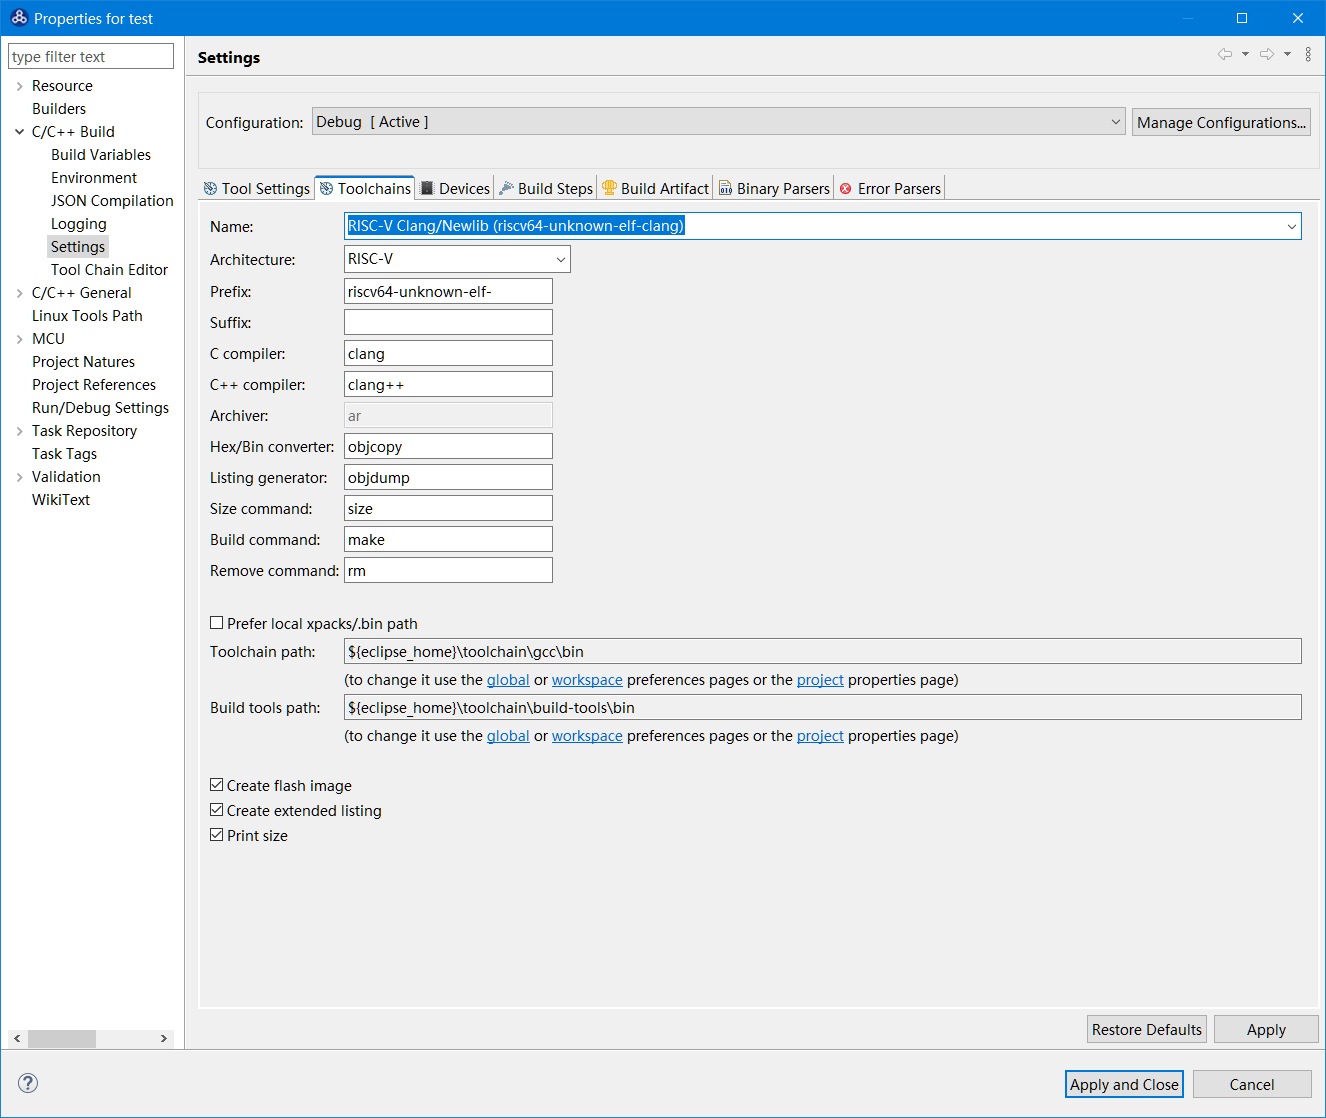 Properties for test
type filter text
Resource
Builders
C/C++ Build
Build Variables
Environment
JSON Compilation
Logging
Settings
Tool Chain Editor
C/C++ General
Linux Tools Path
MCU
Project Natures
Project References
Run/Debug Settings
Task Repository
Task Tags
Validation
WikiText
Settings
Configuration: Debug [ Active ] Manage Configurations...
Tool Settings Toolchains Devices Build Steps Build Artifact Binary Parsers Error Parsers
Name: RISC-V Clang/Newlib (riscv64-unknown-elf-clang)
Architecture: RISC-V
Prefix: riscv64-unknown-elf-
Suffix:
C compiler: clang
C++ compiler: clang++
Archiver: ar
Hex/Bin converter: objcopy
Listing generator: objdump
Size command: size
Build command: make
Remove command: rm
Prefer local xpacks/.bin path
Toolchain path: ${eclipse_home}\toolchain\gcc\bin
(to change it use the global or workspace preferences pages or the project properties page)
Build tools path: ${eclipse_home}\toolchain\build-tools\bin
(to change it use the global or workspace preferences pages or the project properties page)
Create flash image
Create extended listing
Print size
Restore Defaults Apply
Apply and Close Cancel